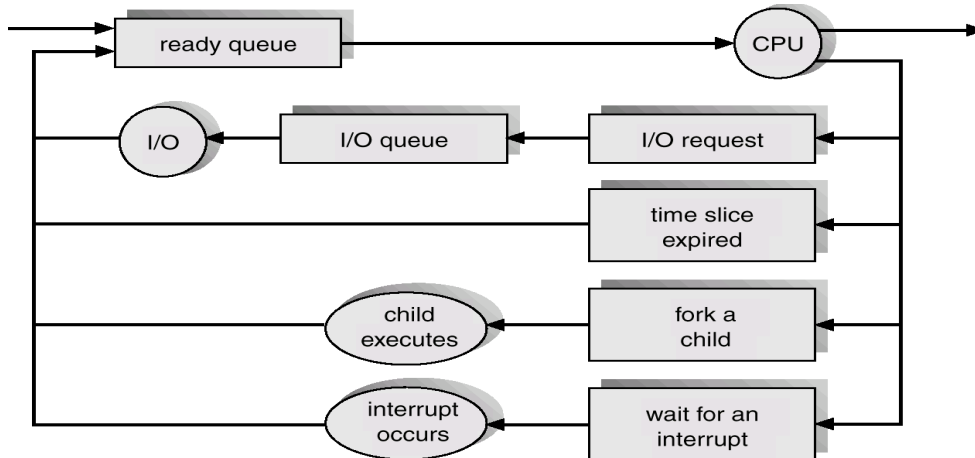 ready queue
CPU
I/O
I/O queue
I/O request
time slice
expired
child
executes
fork a
child
interrupt
occurs
wait for an
interrupt